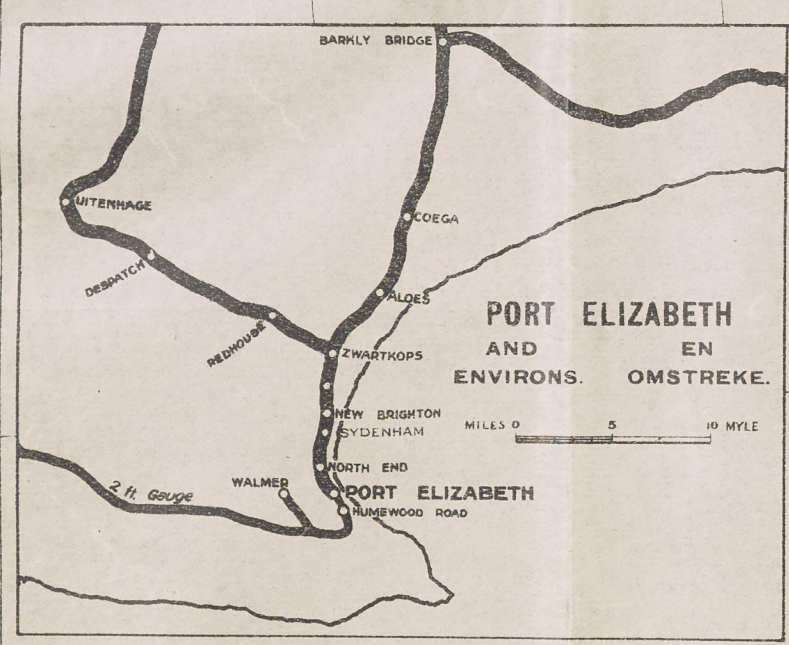 BARKLY BRIDGE
UITENHAGE
COEGA
DESPATCH
ALOES
PORT ELIZABETH
AND EN
ENVIRONS. OMSTREKE.
REDHOUSE
ZWARTKOPS
NEW BRIGHTON
MILES 0 5 10 MYLE
SYDENHAM
NORTH END
WALMER
2 ft. Gauge
PORT ELIZABETH
HUMEWOOD ROAD